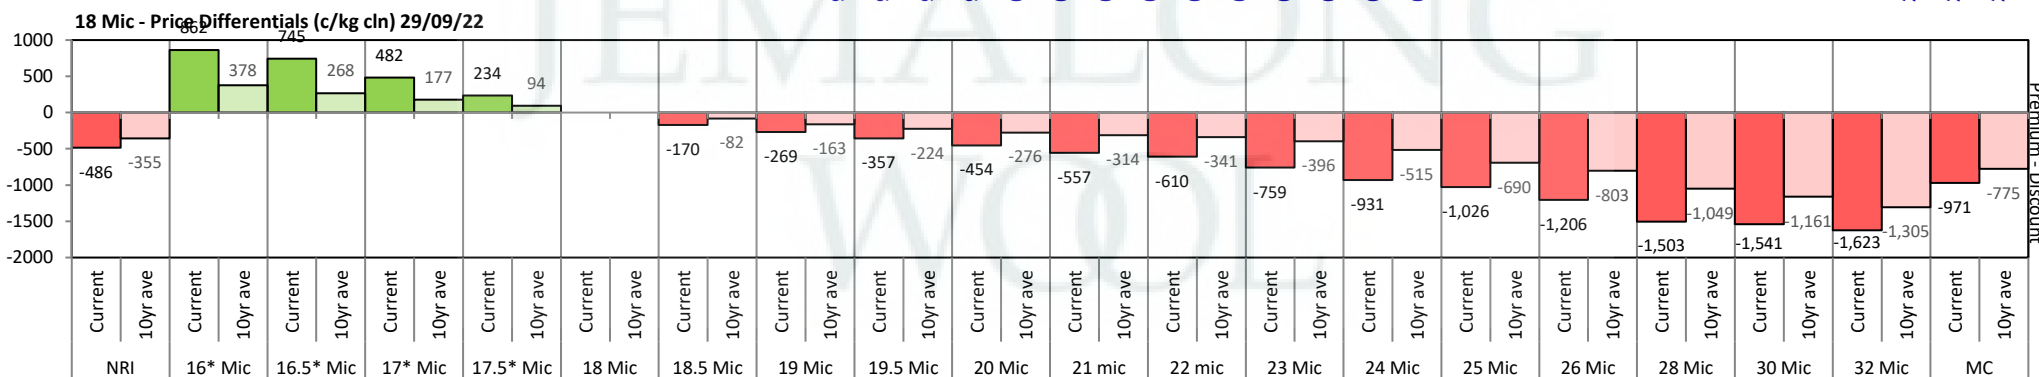 18 Mic - Price Differentials (c/kg cln) 29/09/22
1000
500
0
-500
-1000
-1500
-2000
862 745 482 234
378 268 177 94
-486 -355
-170 -82 -269 -163 -357 -224 -454 -276 -557 -314 -610 -341 -759 -396 -931 -515 -1,026 -690 -1,206 -803 -1,503 -1,049 -1,541 -1,161 -1,623 -1,305 -971 -775
Premium - Discount
JEMALONG
WOOL
Current 10yr ave Current 10yr ave Current 10yr ave Current 10yr ave Current 10yr ave Current 10yr ave Current 10yr ave Current 10yr ave Current 10yr ave Current 10yr ave Current 10yr ave Current 10yr ave Current 10yr ave Current 10yr ave Current 10yr ave Current 10yr ave Current 10yr ave Current 10yr ave Current 10yr ave Current 10yr ave
NRI 16* Mic 16.5* Mic 17* Mic 17.5* Mic 18 Mic 18.5 Mic 19 Mic 19.5 Mic 20 Mic 21 mic 22 mic 23 Mic 24 Mic 25 Mic 26 Mic 28 Mic 30 Mic 32 Mic MC